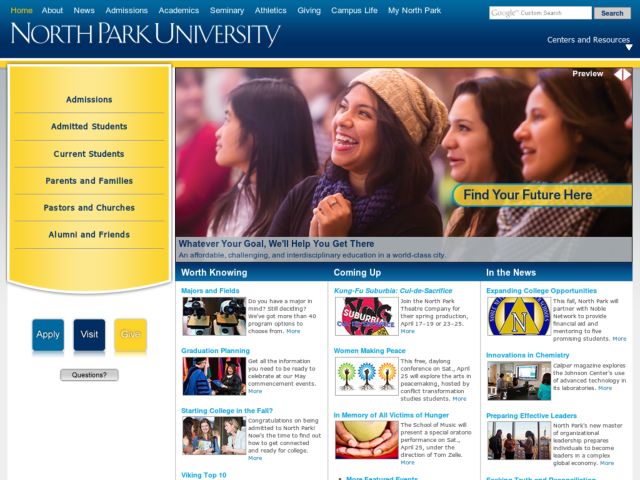 Home About News Admissions Academics Seminary Athletics Giving Campus Life My North Park
Google™ Custom Search Search
NORTH PARK UNIVERSITY
Centers and Resources
Admissions
Admitted Students
Current Students
Parents and Families
Pastors and Churches
Alumni and Friends
Apply Visit Give
Questions?
Preview
Find Your Future Here
Whatever Your Goal, We'll Help You Get There
An affordable, challenging, and interdisciplinary education in a world-class city.
Worth Knowing
Majors and Fields
Do you have a major in
mind? Still deciding?
We've got more than 40
program options to
choose from. More
Graduation Planning
Get all the information
you need to be ready to
celebrate at our May
commencement events.
More
Starting College in the Fall?
Congratulations on being
admitted to North Park!
Now's the time to find out
how to get connected
and ready for college.
More
Viking Top 10
Coming Up
Kung-Fu Suburbia: Cul-de-Sacrifice
SUBURBIA
Join the North Park
Theatre Company for
their spring production,
April 17–19 or 23–25.
More
Women Making Peace
This free, daylong
conference on Sat., April
25 will explore the arts in
peacemaking, hosted by
conflict transformation
studies students. More
In Memory of All Victims of Hunger
The School of Music will
present a special oratorio
performance on Sat.,
April 25, under the
direction of Tom Zelle.
More
More Featured Events
In the News
Expanding College Opportunities
N
This fall, North Park will
partner with Noble
Network to provide
financial aid and
mentoring to five
promising students. More
Innovations in Chemistry
Catper magazine explores
the Johnson Center's use
of advanced technology in
its laboratories. More
Preparing Effective Leaders
North Park's new master
of organizational
leadership prepares
individuals to become
leaders in a complex
global economy. More
Seeking Truth and Reconciliation